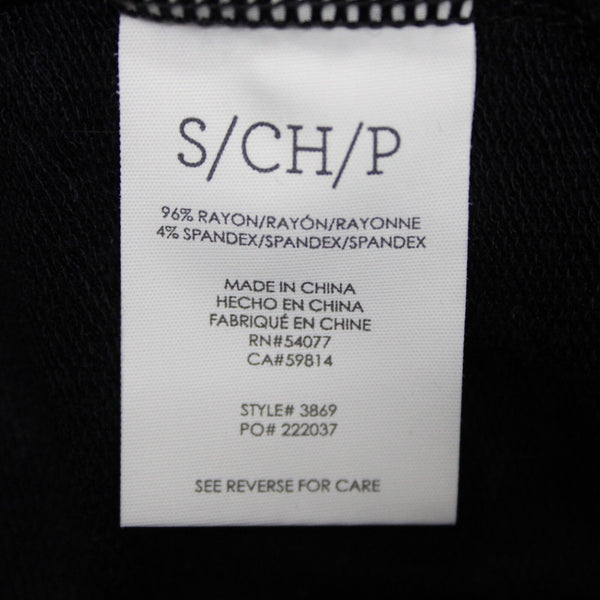 S/CH/P
96% RAYON/RAYÓN/RAYONNE
4% SPANDEX/SPANDEX/SPANDEX
MADE IN CHINA
HECHO EN CHINA
FABRIQUÉ EN CHINE
RN#54077
CA#59814
STYLE# 3869
PO# 222037
SEE REVERSE FOR CARE